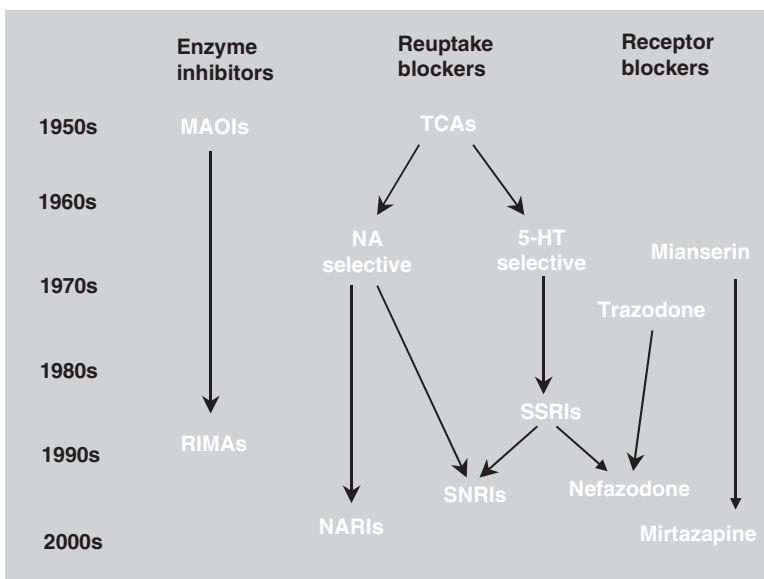 Enzyme
inhibitors
Reuptake
blockers
Receptor
blockers
1950s
MAOIs
TCAs
1960s
NA
selective
5-HT
selective
Mianserin
1970s
Trazodone
1980s
SSRIs
RIMAs
1990s
SNRIs
Nefazodone
NARIs
Mirtazapine
2000s